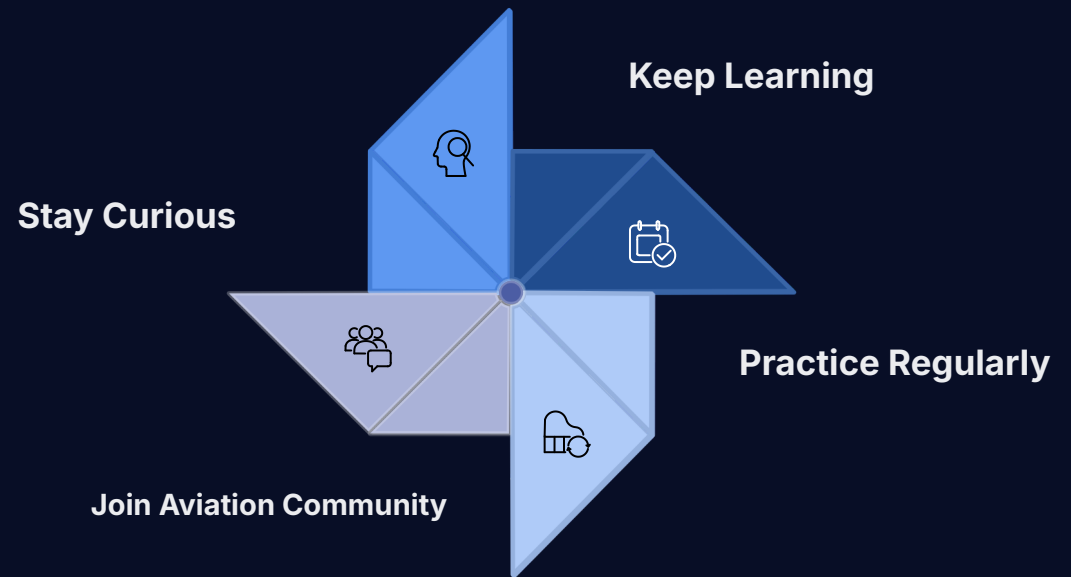 Keep Learning
Stay Curious
Practice Regularly
Join Aviation Community